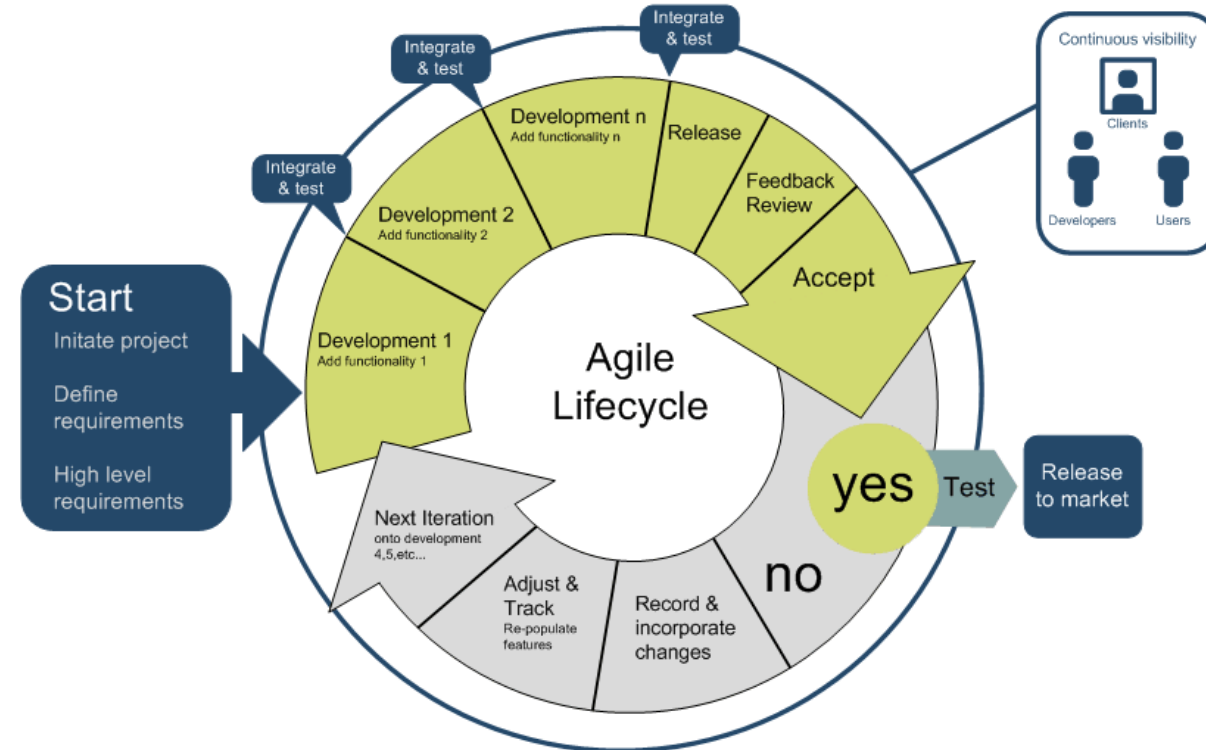 Start
Initate project
Define
requirements
High level
requirements
Integrate
& test
Integrate
& test
Integrate
& test
Development 1
Add functionality 1
Development 2
Add functionality 2
Development n
Add functionality n
Release
Feedback
Review
Accept
Agile
Lifecycle
yes
Test
Release
to market
no
Record &
incorporate
changes
Adjust &
Track
Re-populate
features
Next Iteration
onto development
4,5,etc...
Continuous visibility
Clients
Developers
Users